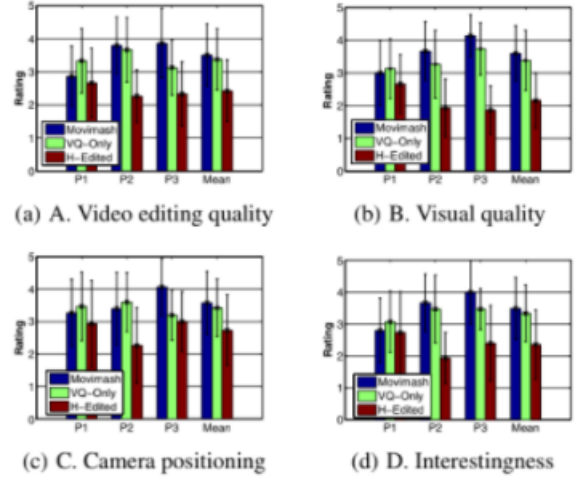 5
4
3
2
1
0
Rating
Movimash
VQ-Only
H-Edited
P1 P2 P3 Mean
(a) A. Video editing quality
5
4
3
2
1
0
Rating
Movimash
VQ-Only
H-Edited
P1 P2 P3 Mean
(b) B. Visual quality
5
4
3
2
1
0
Rating
Movimash
VQ-Only
H-Edited
P1 P2 P3 Mean
(c) C. Camera positioning
5
4
3
2
1
0
Rating
Movimash
VQ-Only
H-Edited
P1 P2 P3 Mean
(d) D. Interestingness